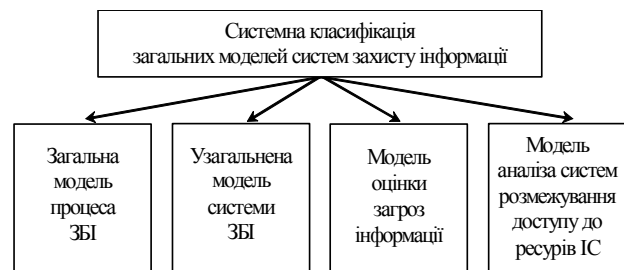 Системна класифікація
загальних моделей систем захисту інформації
Загальна
модель
процеса
ЗБІ
Узагальнена
модель
системи
ЗБІ
Модель
оцінки
загроз
інформації
Модель
аналіза систем
розмежування
доступу до
ресурів ІС